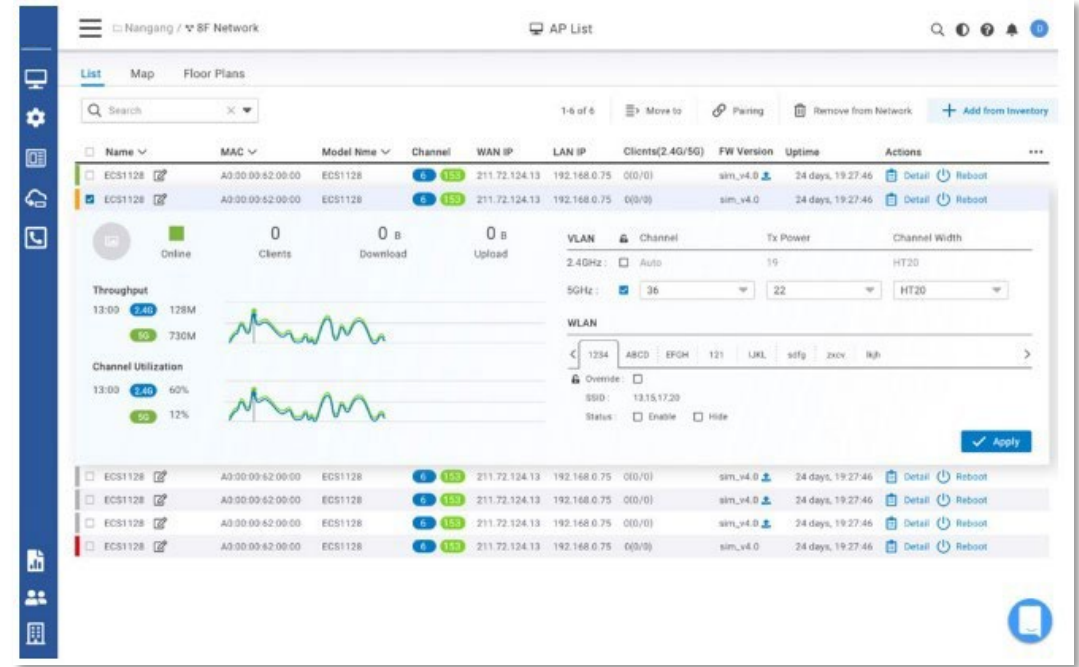 Nangang / 8F Network AP List D
List Map Floor Plans
Search 1-6 of 6 Move to Pairing Remove from Network Add from Inventory
Name MAC Model Nme Channel WAN IP LAN IP Clients(2.4G/5G) FW Version Uptime Actions
ECS1128 A0:00:00:62:00:00 ECS1128 6 153 211.72.124.13 192.168.0.75 0(0/0) sim_v4.0 24 days, 19:27:46 Detail Reboot
ECS1128 A0:00:00:62:00:00 ECS1128 6 153 211.72.124.13 192.168.0.75 0(0/0) sim_v4.0 24 days, 19:27:46 Detail Reboot
0 0 B 0 B
Online Clients Download Upload
VLAN Channel Tx Power Channel Width
2.4GHz : Auto 19 HT20
5GHz : 36 22 HT20
Throughput
13:00 2.4G 128M
5G 730M
Channel Utilization
13:00 2.4G 60%
5G 12%
WLAN
1234 ABCD EFGH 121 IJKL sdfg zxcv lkjh
Override :
SSID : 13.15,17,20
Status : Enable Hide
Apply
ECS1128 A0:00:00:62:00:00 ECS1128 6 153 211.72.124.13 192.168.0.75 0(0/0) sim_v4.0 24 days, 19:27:46 Detail Reboot
ECS1128 A0:00:00:62:00:00 ECS1128 6 153 211.72.124.13 192.168.0.75 0(0/0) sim_v4.0 24 days, 19:27:46 Detail Reboot
ECS1128 A0:00:00:62:00:00 ECS1128 6 153 211.72.124.13 192.168.0.75 0(0/0) sim_v4.0 24 days, 19:27:46 Detail Reboot
ECS1128 A0:00:00:62:00:00 ECS1128 6 153 211.72.124.13 192.168.0.75 0(0/0) sim_v4.0 24 days, 19:27:46 Detail Reboot